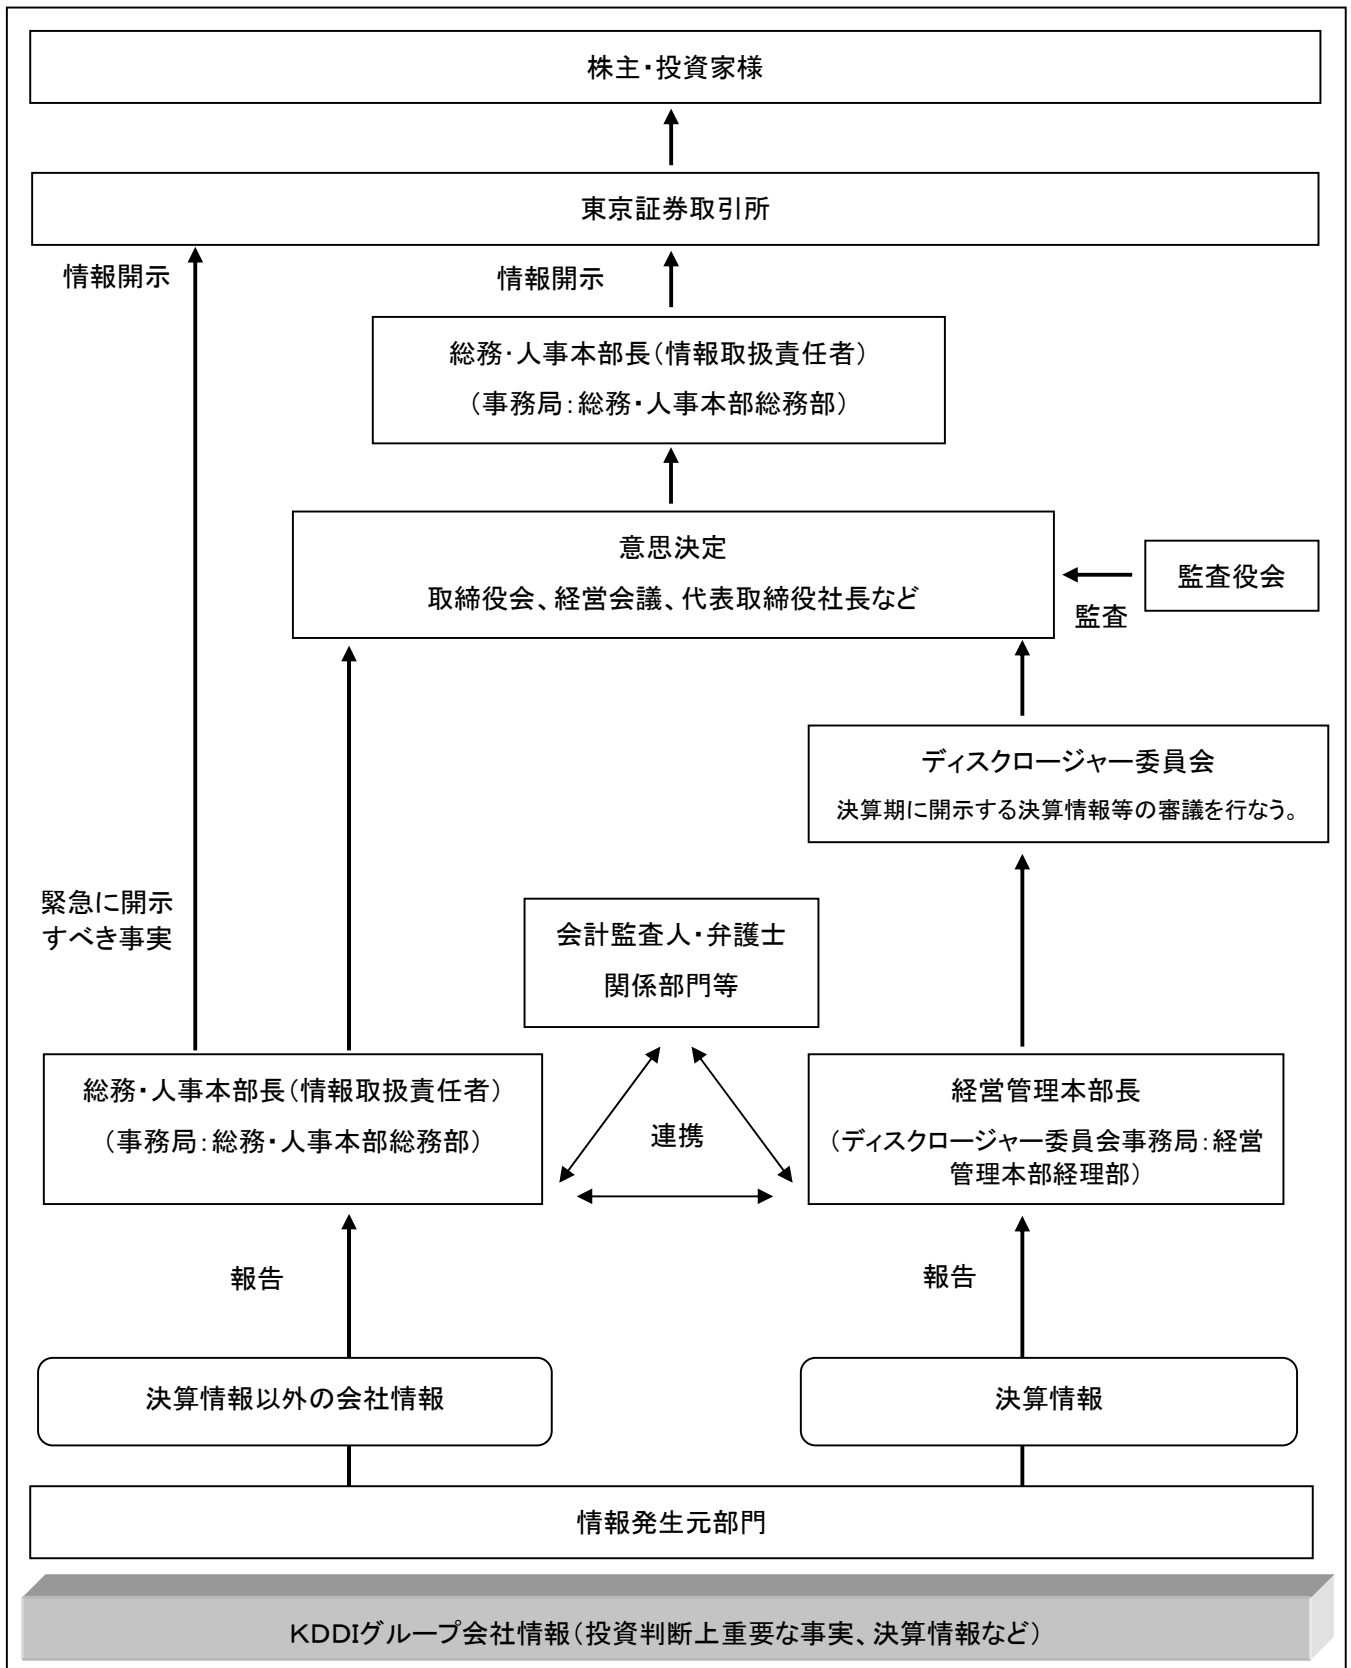 株主・投資家様
東京証券取引所
情報開示
情報開示
総務・人事本部長（情報取扱責任者）
（事務局：総務・人事本部総務部）
意思決定
取締役会、経営会議、代表取締役社長など
監査役会
監査
ディスクロージャー委員会
決算期に開示する決算情報等の審議を行なう。
緊急に開示
すべき事実
会計監査人・弁護士
関係部門等
総務・人事本部長（情報取扱責任者）
（事務局：総務・人事本部総務部）
連携
経営管理本部長
（ディスクロージャー委員会事務局：経営
管理本部経理部）
報告
報告
決算情報以外の会社情報
決算情報
情報発生元部門
KDDIグループ会社情報（投資判断上重要な事実、決算情報など）